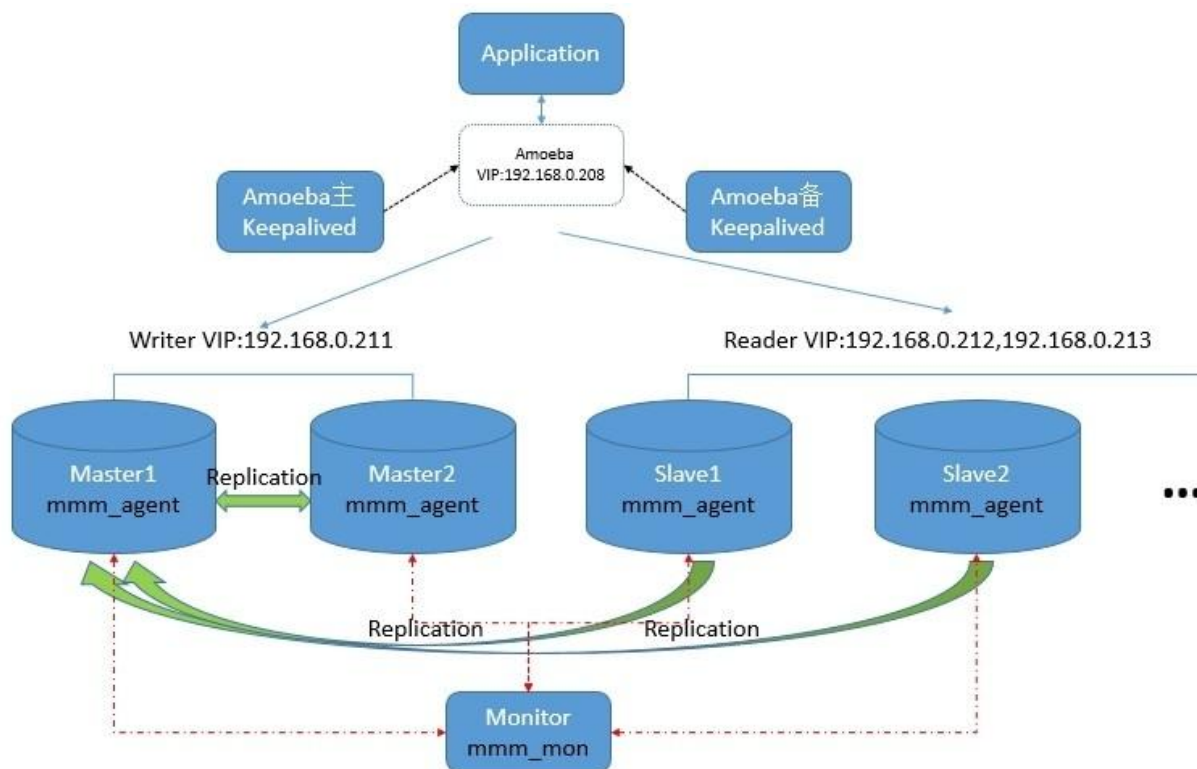 Application
Amoeba
VIP:192.168.0.208
Amoeba主
Keepalived
Amoeba备
Keepalived
Writer VIP:192.168.0.211
Reader VIP:192.168.0.212,192.168.0.213
Master1
mmm_agent
Replication
Master2
mmm_agent
Slave1
mmm_agent
Slave2
mmm_agent
...
Replication
Replication
Monitor
mmm_mon